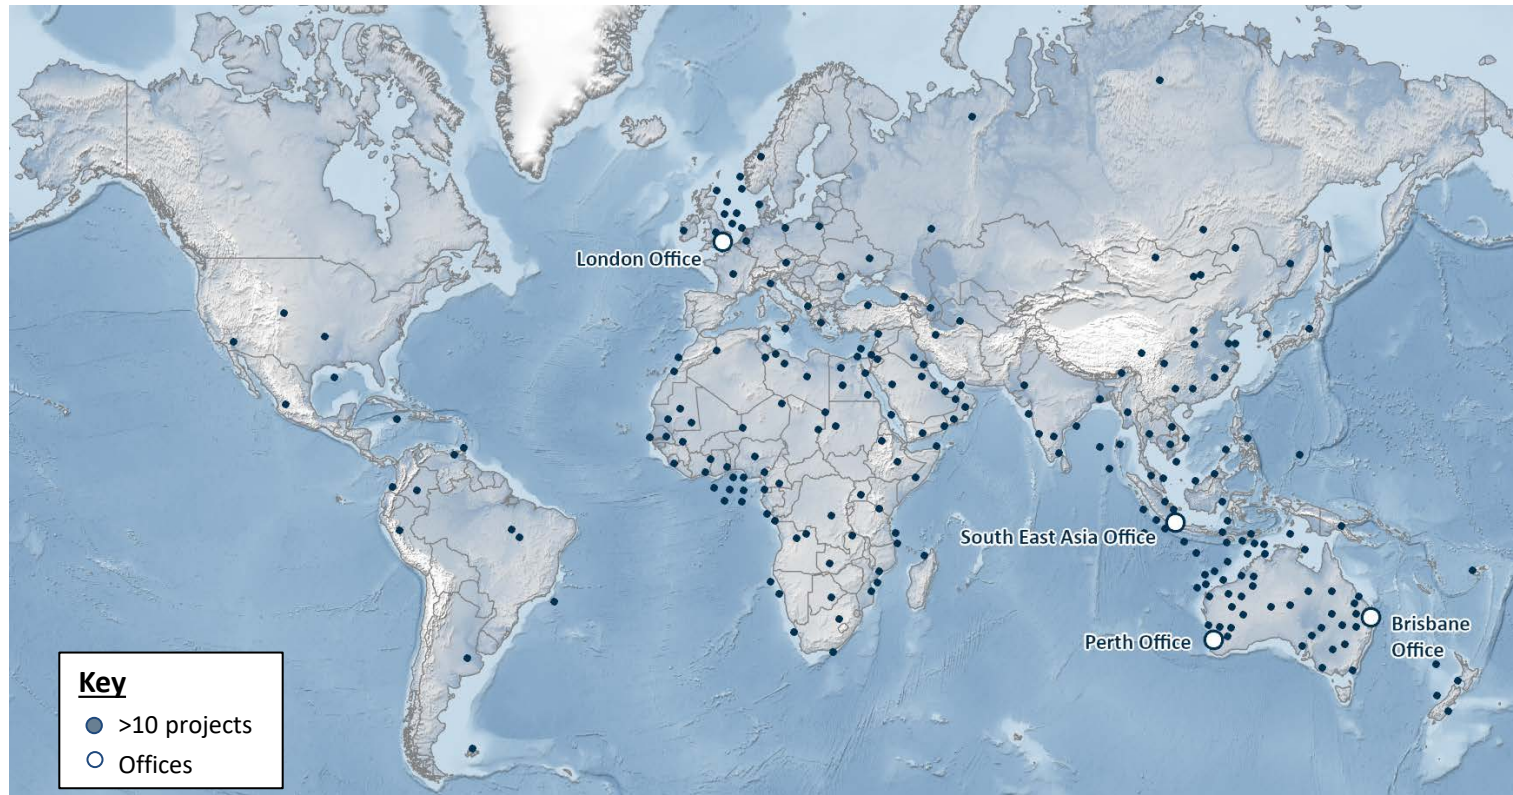 London Office
South East Asia Office
Perth Office
Brisbane
Office
Key
>10 projects
Offices